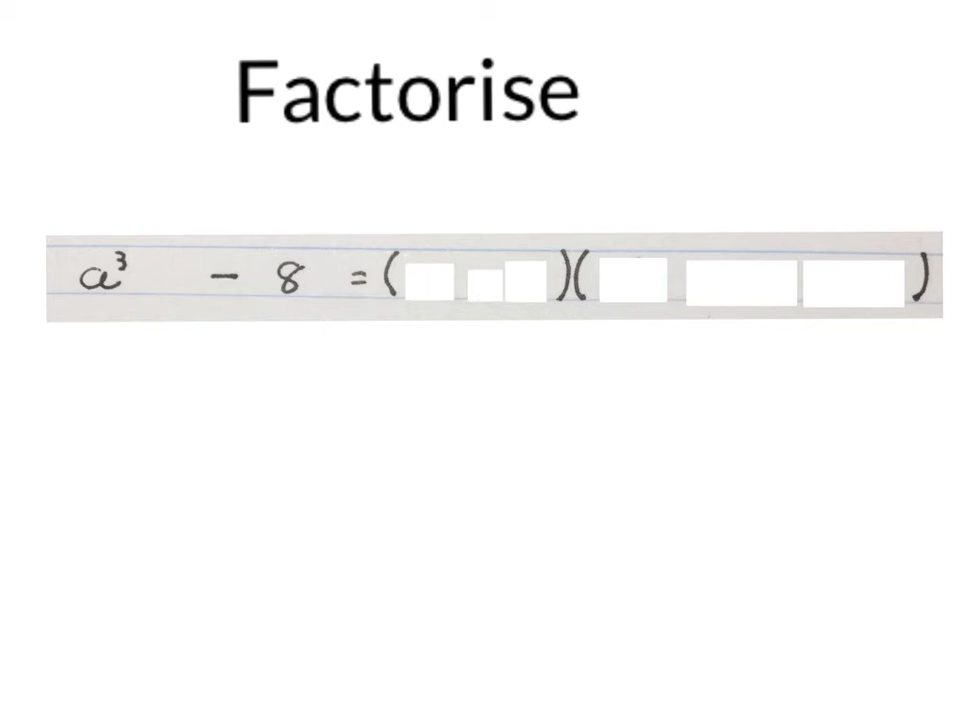 Factorise
a³ - 8 = ( )( )